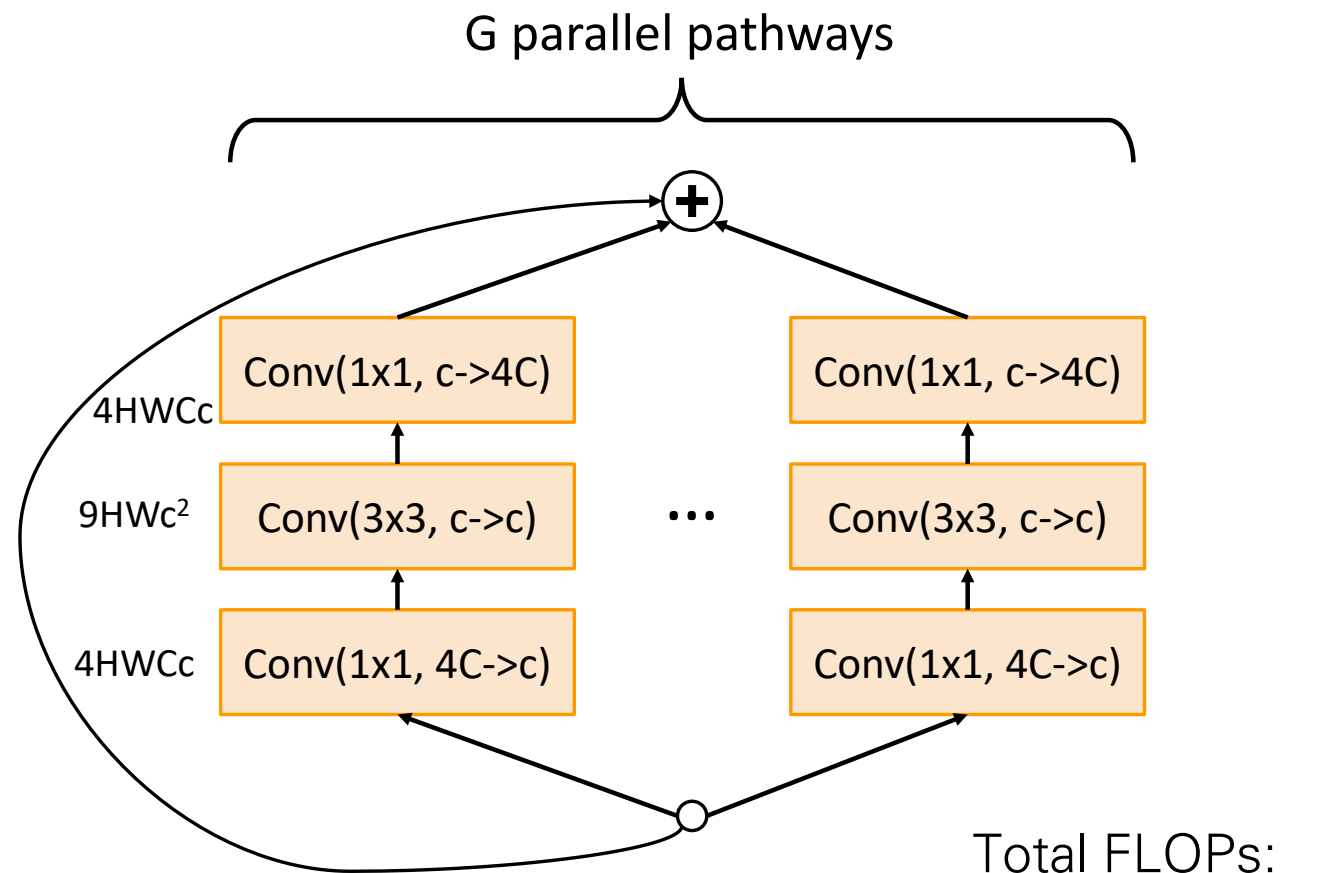 G parallel pathways
+
Conv(1x1, c->4C)
Conv(1x1, c->4C)
4HWCc
9HWc²
Conv(3x3, c->c)
...
Conv(3x3, c->c)
4HWCc
Conv(1x1, 4C->c)
Conv(1x1, 4C->c)
Total FLOPs: